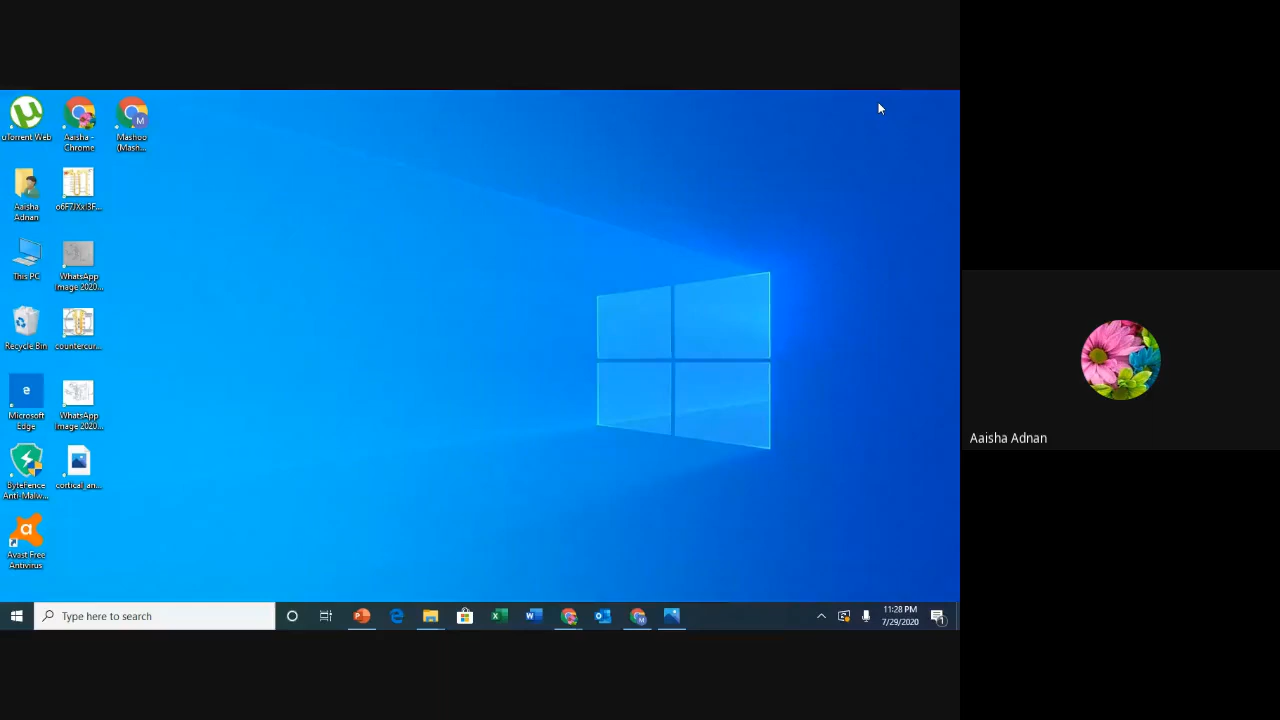 uTorrent Web
Aaisha -
Chrome
Mashoo
(Mash...
Aaisha
Adnan
o6F7JXxI3F...
This PC
WhatsApp
Image 2020...
Recycle Bin
countercur...
Microsoft
Edge
WhatsApp
Image 2020...
ByteFence
Anti-Malw...
cortical_an...
Avast Free
Antivirus
Type here to search
11:28 PM
7/29/2020
Aaisha Adnan